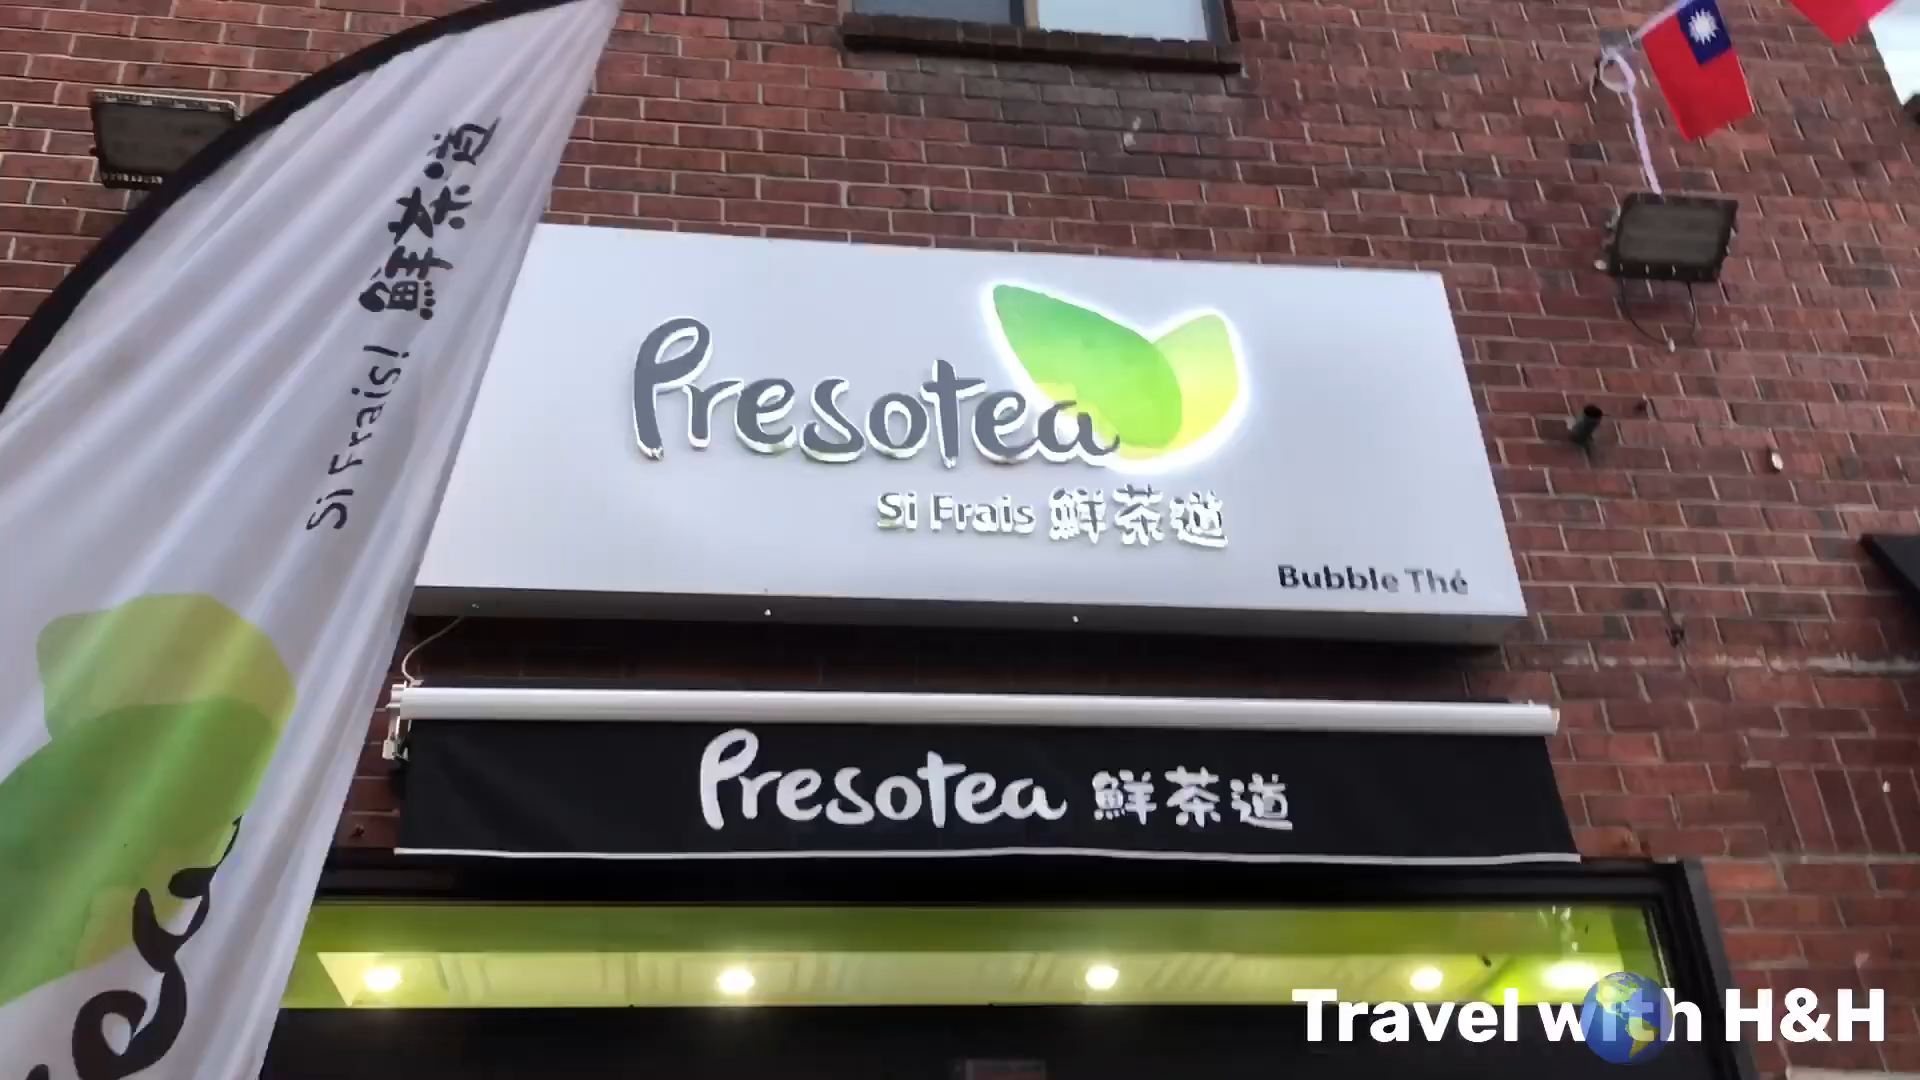 鮮茶道
Si Frais!
Presotea
Si Frais 鮮茶道
Bubble Thé
Presotea 鮮茶道
Travel with H&H